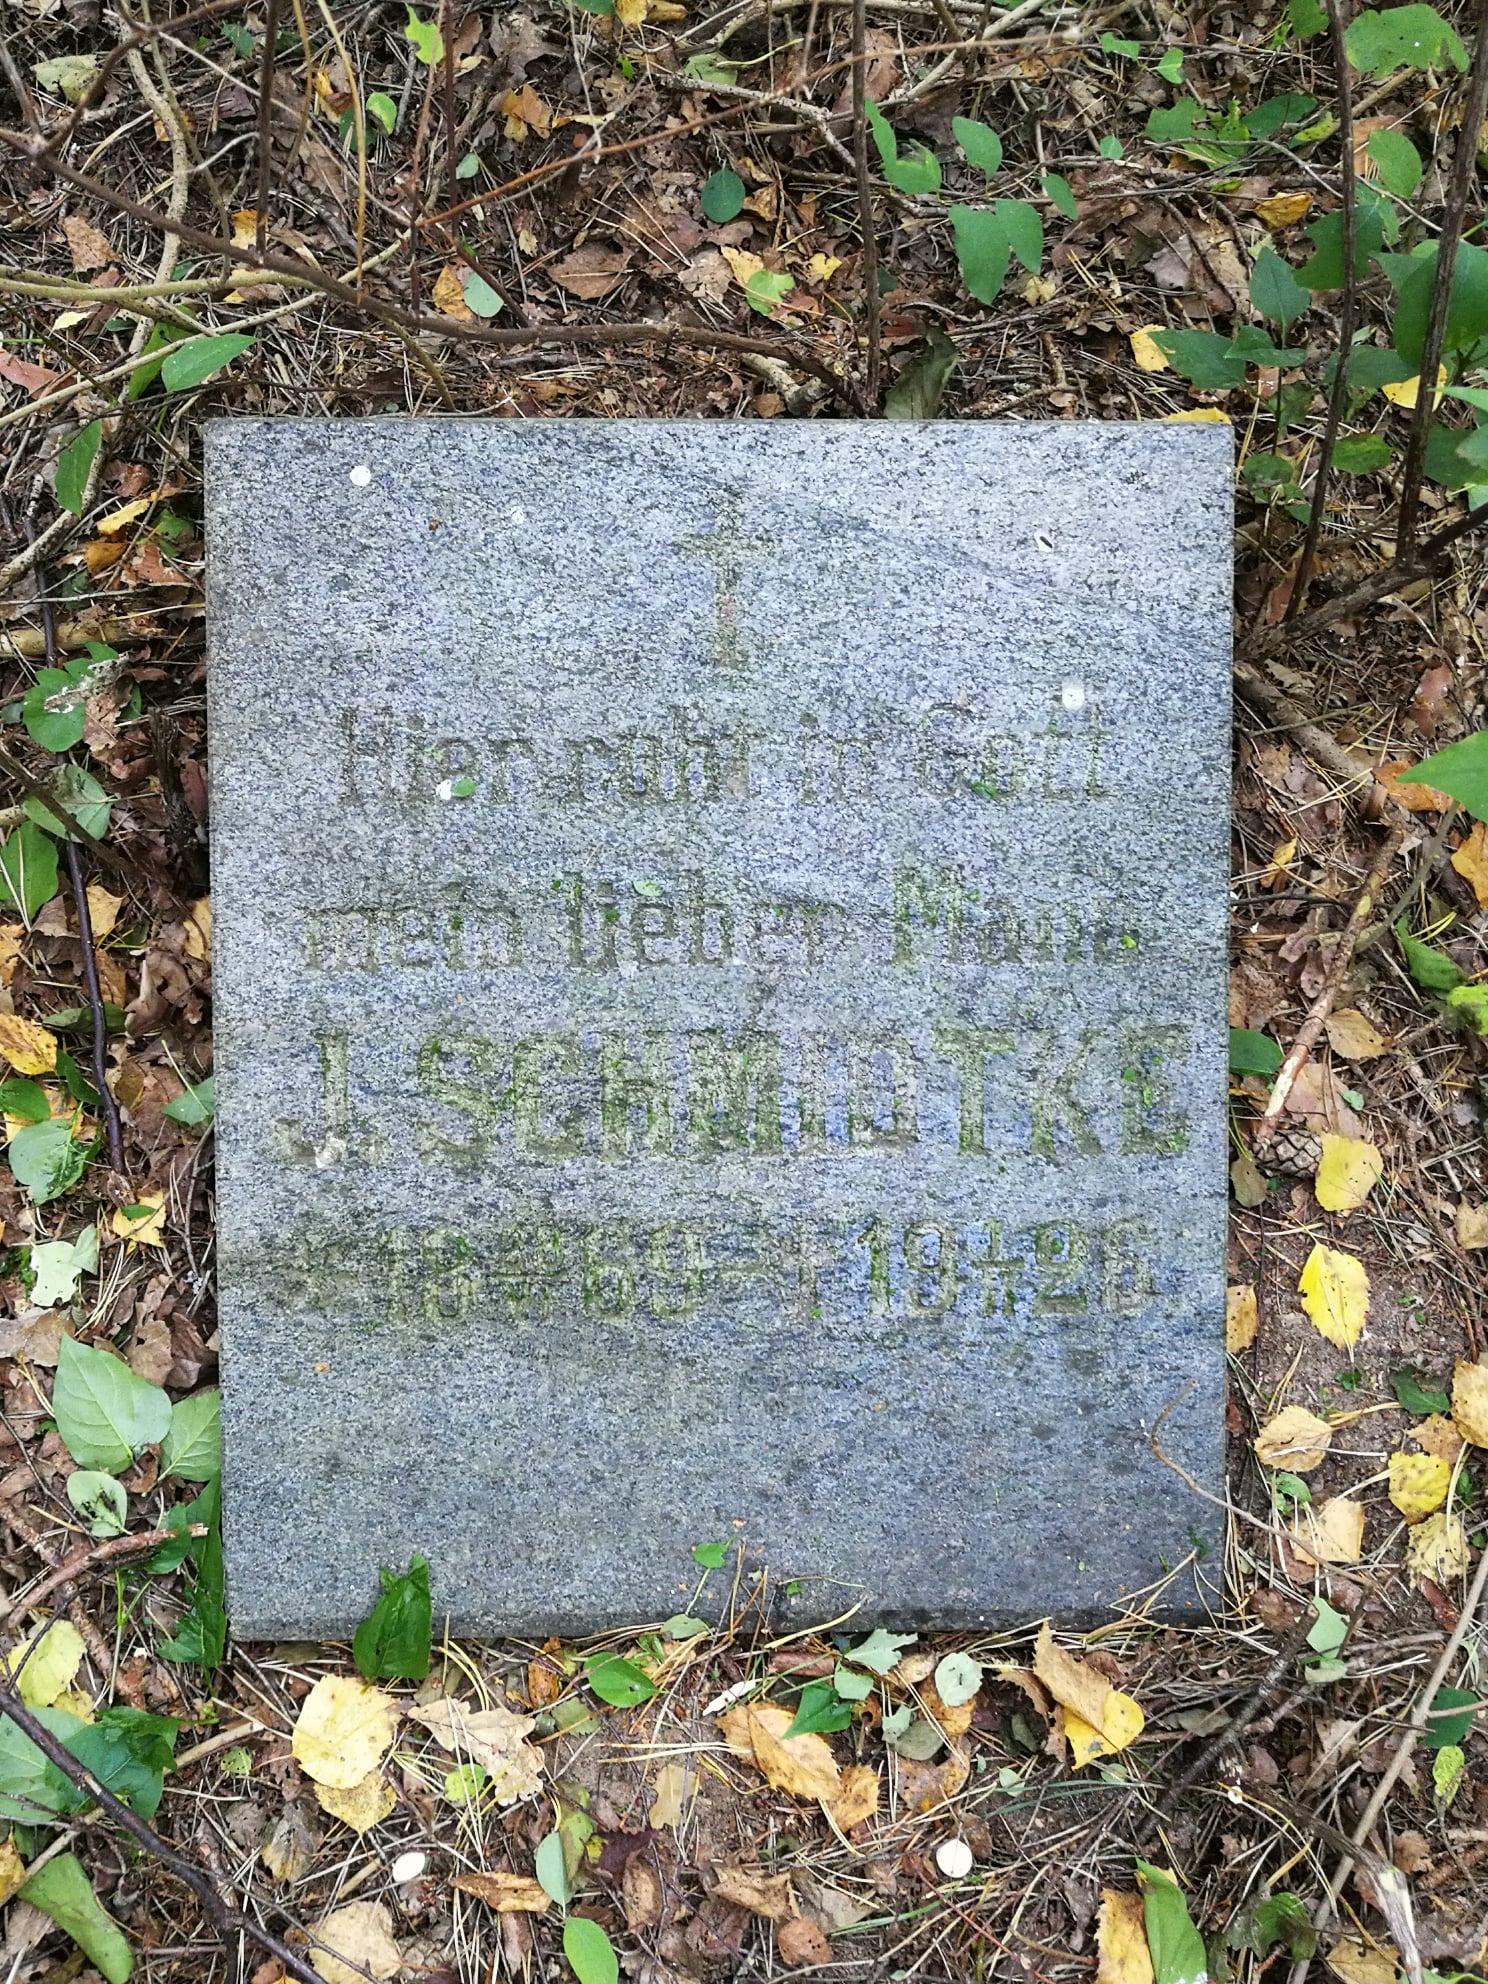 Hier ruht in Gott
mein lieber Mann
J. SCHMIDTKE
* 18 69 – † 19 26